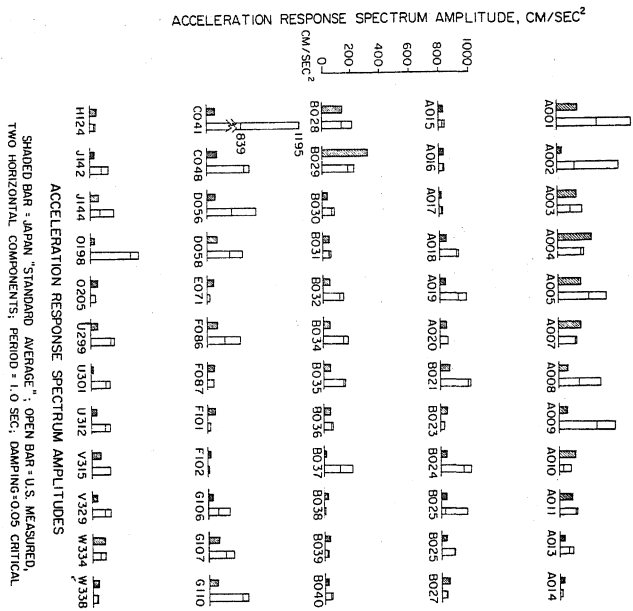 ACCELERATION RESPONSE SPECTRUM AMPLITUDE, CM/SEC²
CM/SEC²
0
200
400
600
800
1000
A001 A002 A003 A004 A005 A007 A008 A009 A010 A011 A013 A014
A015 A016 A017 A018 A019 A020 B021 B023 B024 B025 B025 B027
B028 B029 B030 B031 B032 B034 B035 B036 B037 B038 B039 B040
839
1195
C041 C048 D056 D058 E071 F086 F087 F101 F102 G106 G107 G110
H124 J142 J144 O198 O205 U299 U301 U312 V315 V329 W334 W338
ACCELERATION RESPONSE SPECTRUM AMPLITUDES
SHADED BAR = JAPAN "STANDARD AVERAGE"; OPEN BAR = U.S. MEASURED,
TWO HORIZONTAL COMPONENTS; PERIOD = 1.0 SEC; DAMPING=0.05 CRITICAL